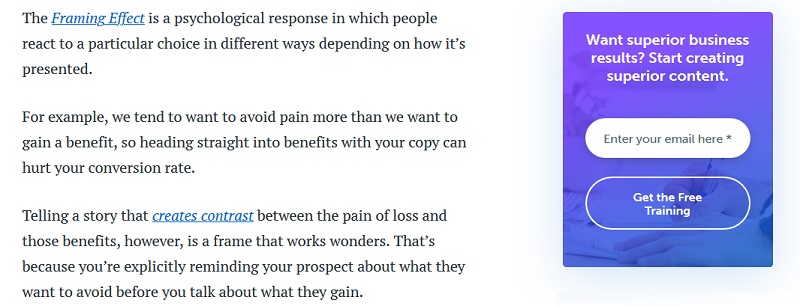 The Framing Effect is a psychological response in which people
react to a particular choice in different ways depending on how it’s
presented.
For example, we tend to want to avoid pain more than we want to
gain a benefit, so heading straight into benefits with your copy can
hurt your conversion rate.
Telling a story that creates contrast between the pain of loss and
those benefits, however, is a frame that works wonders. That’s
because you’re explicitly reminding your prospect about what they
want to avoid before you talk about what they gain.
Want superior business
results? Start creating
superior content.
Enter your email here *
Get the Free
Training